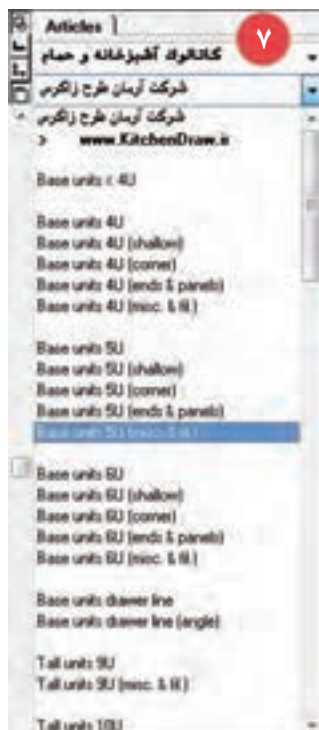 Articles
۷
کاتالوگ آشپزخانه و حمام
شرکت آرمان طرح زاگرس
شرکت آرمان طرح زاگرس
> www.KitchenDraw.ir
Base units < 4U
Base units 4U
Base units 4U (shallow)
Base units 4U (corner)
Base units 4U (ends & panels)
Base units 4U (misc. & fil.)
Base units 5U
Base units 5U (shallow)
Base units 5U (corner)
Base units 5U (ends & panels)
Base units 5U (misc. & fil.)
Base units 6U
Base units 6U (shallow)
Base units 6U (corner)
Base units 6U (ends & panels)
Base units 6U (misc. & fil.)
Base units drawer line
Base units drawer line (angle)
Tall units 9U
Tall units 9U (misc. & fil.)
Tall units 10U